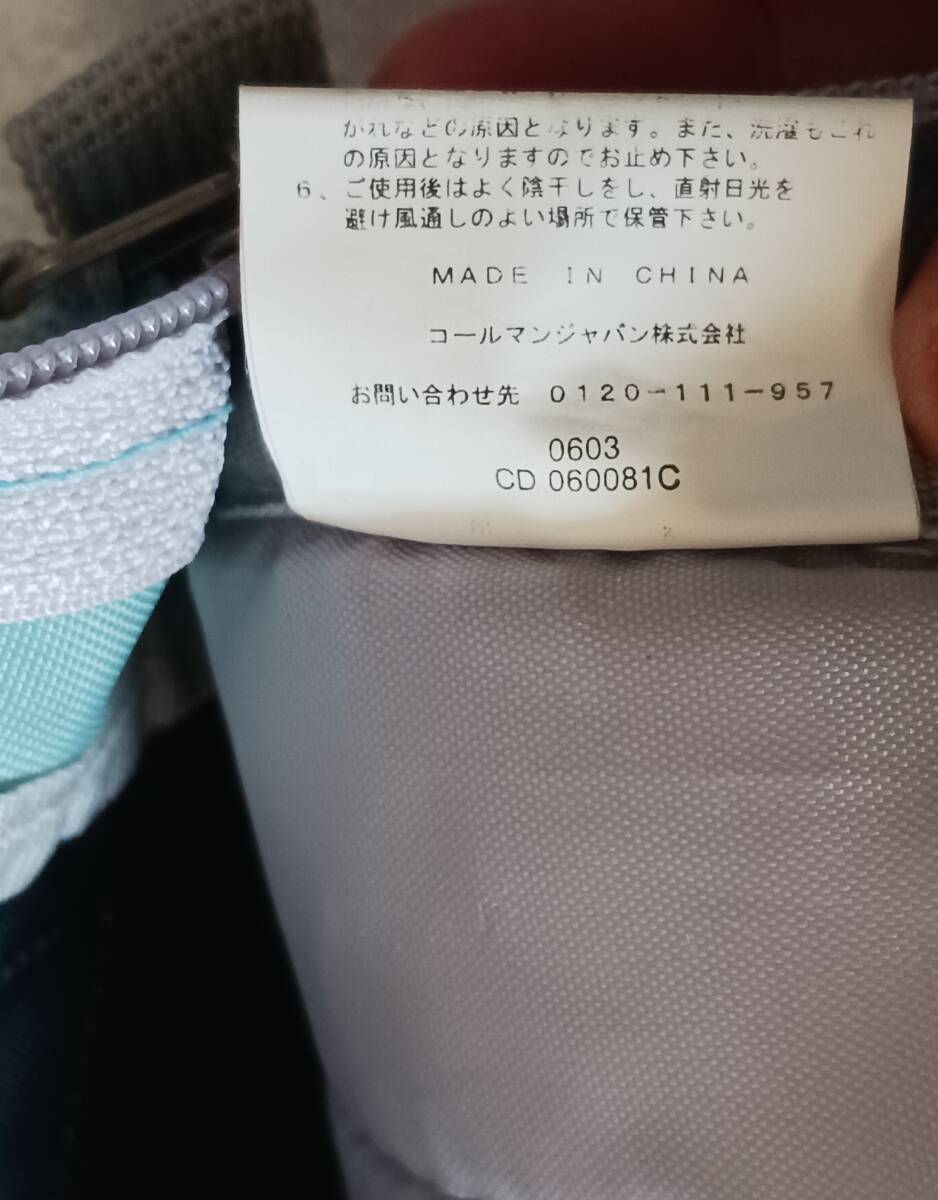 かれなどの原因となります。また、洗濯もこれ
の原因となりますのでお止め下さい。
6、ご使用後はよく陰干しをし、直射日光を
避け風通しのよい場所で保管下さい。
MADE IN CHINA
コールマンジャパン株式会社
お問い合わせ先 0120-111-957
0603
CD 060081C